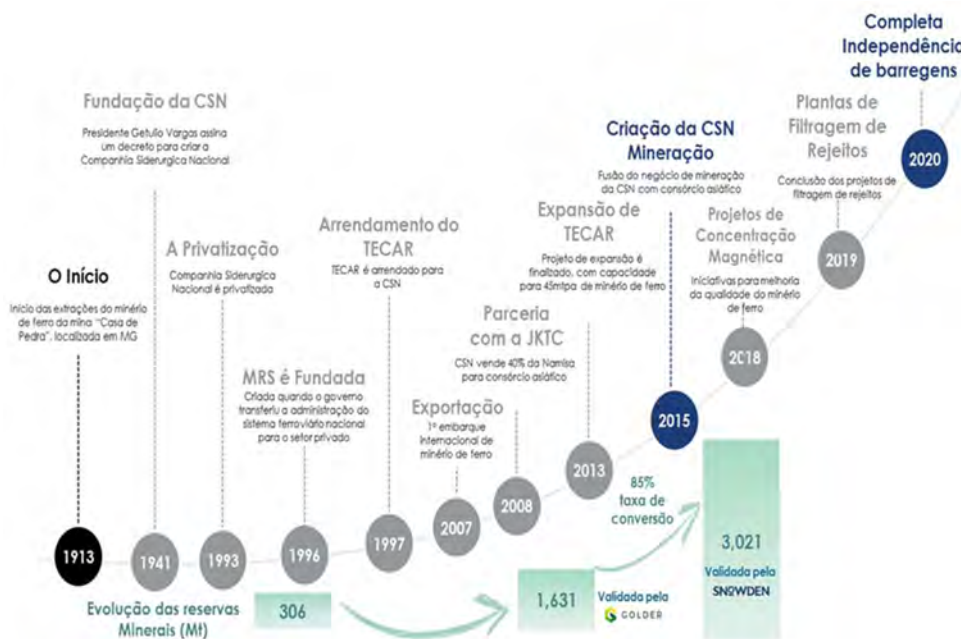 Completa
Independência
de barregens
Fundação da CSN
Presidente Getulio Vargas assina
um decreto para criar a
Companhia Siderurgica Nacional
Plantas de
Filtragem de
Rejeitos
Conclusão dos projetos de
filtragem de rejeitos
2020
Criação da CSN
Mineração
Fusão do negócio de mineração
da CSN com consórcio asiático
Arrendamento do
TECAR
TECAR é arrendado para
a CSN
Expansão de
TECAR
Projeto de expansão é
finalizado, com capacidade
para 45mtpa de minério de ferro
Projetos de
Concentração
Magnética
Iniciativas para melhoria
da qualidade do minério
de ferro
2019
A Privatização
Companhia Siderurgica
Nacional é privatizada
O Início
Início das extrações do minério
de ferro da mina "Casa de
Pedra", localizada em MG
Parceria
com a JKTC
CSN vende 40% da Namisa
para consórcio asiático
2018
MRS é Fundada
Criada quando o governo
transferiu a administração do
sistema ferroviário nacional
para o setor privado
Exportação
1º embarque
internacional de
minério de ferro
2015
2013
85%
taxa de
conversão
2008
2007
1913
1941
1993
1996
1997
3,021
Validada pela
SNOWDEN
Evolução das reservas
Minerais (Mt)
306
1,631
Validada pela
GOLDER